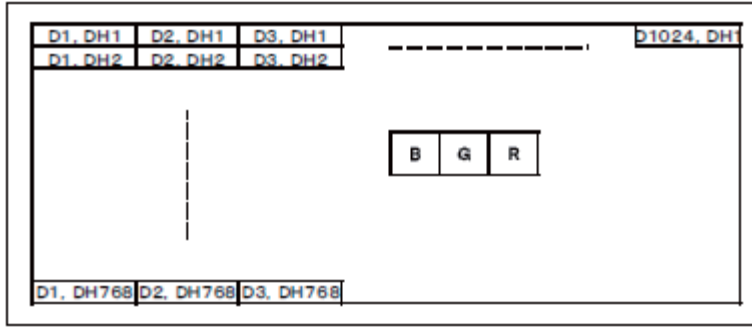 D1, DH1 D2, DH1 D3, DH1 D1024, DH1
D1, DH2 D2, DH2 D3, DH2
B G R
D1, DH768 D2, DH768 D3, DH768